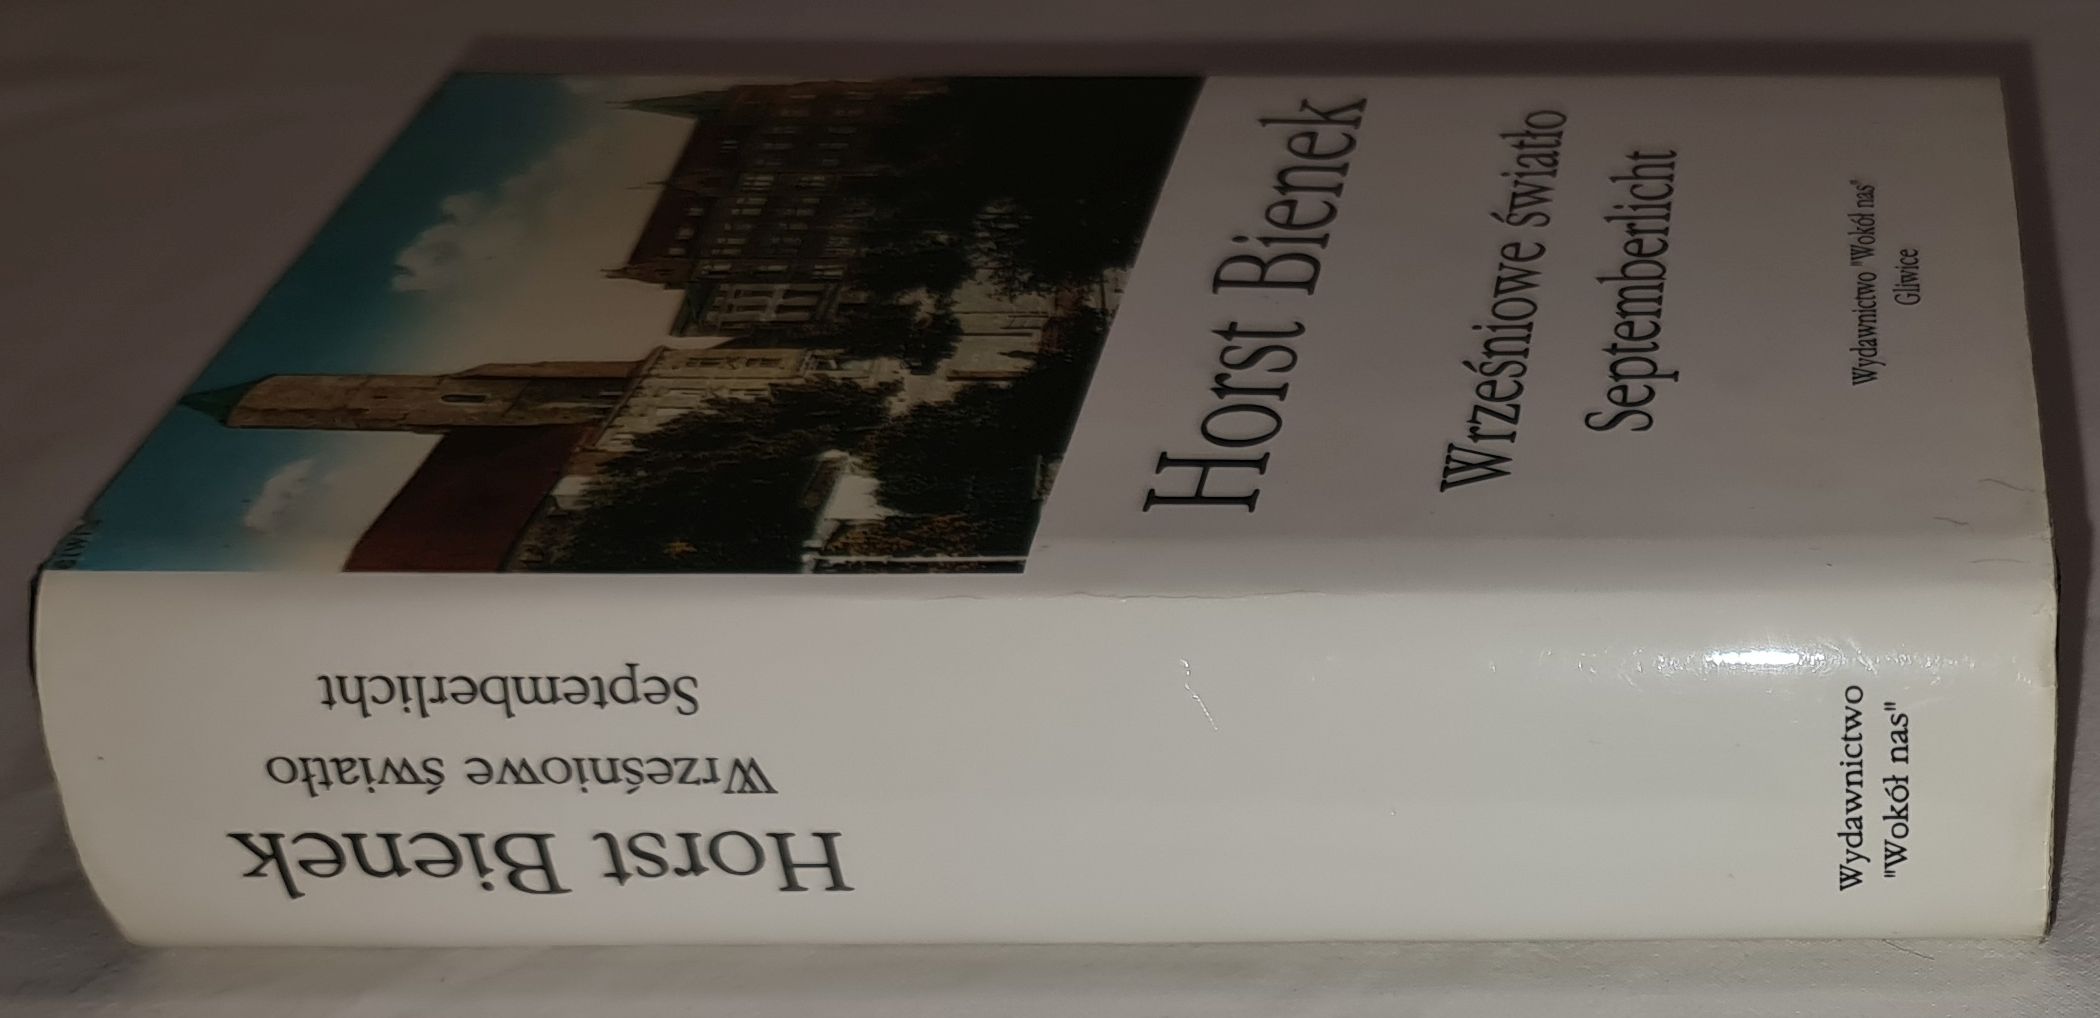 Horst Bienek
Wrześniowe światło
Septemberlicht
Wydawnictwo "Wokół nas"
Gliwice
Horst Bienek
Wrześniowe światło
Septemberlicht
Wydawnictwo
"Wokół nas"